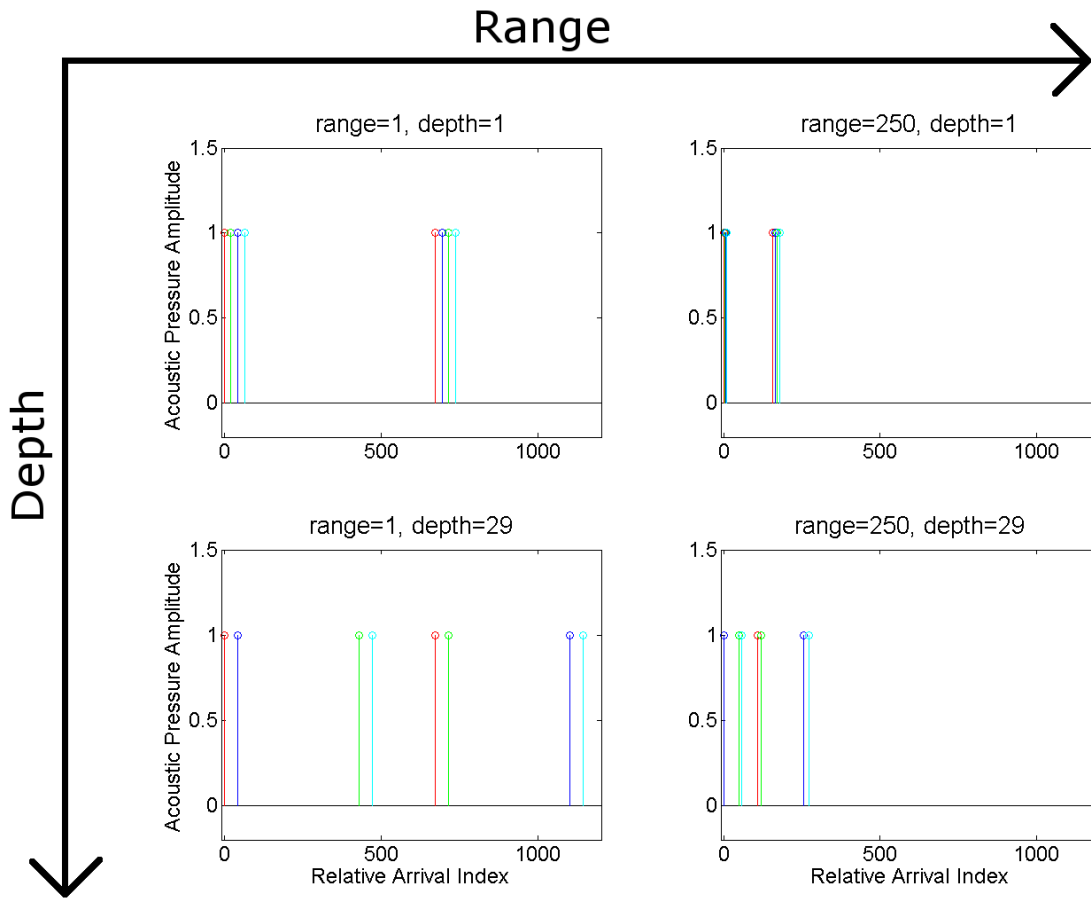 Range
Depth
range=1, depth=1
Acoustic Pressure Amplitude
1.5
1
0.5
0
0 500 1000
range=250, depth=1
1.5
1
0.5
0
0 500 1000
range=1, depth=29
Acoustic Pressure Amplitude
1.5
1
0.5
0
0 500 1000
Relative Arrival Index
range=250, depth=29
1.5
1
0.5
0
0 500 1000
Relative Arrival Index